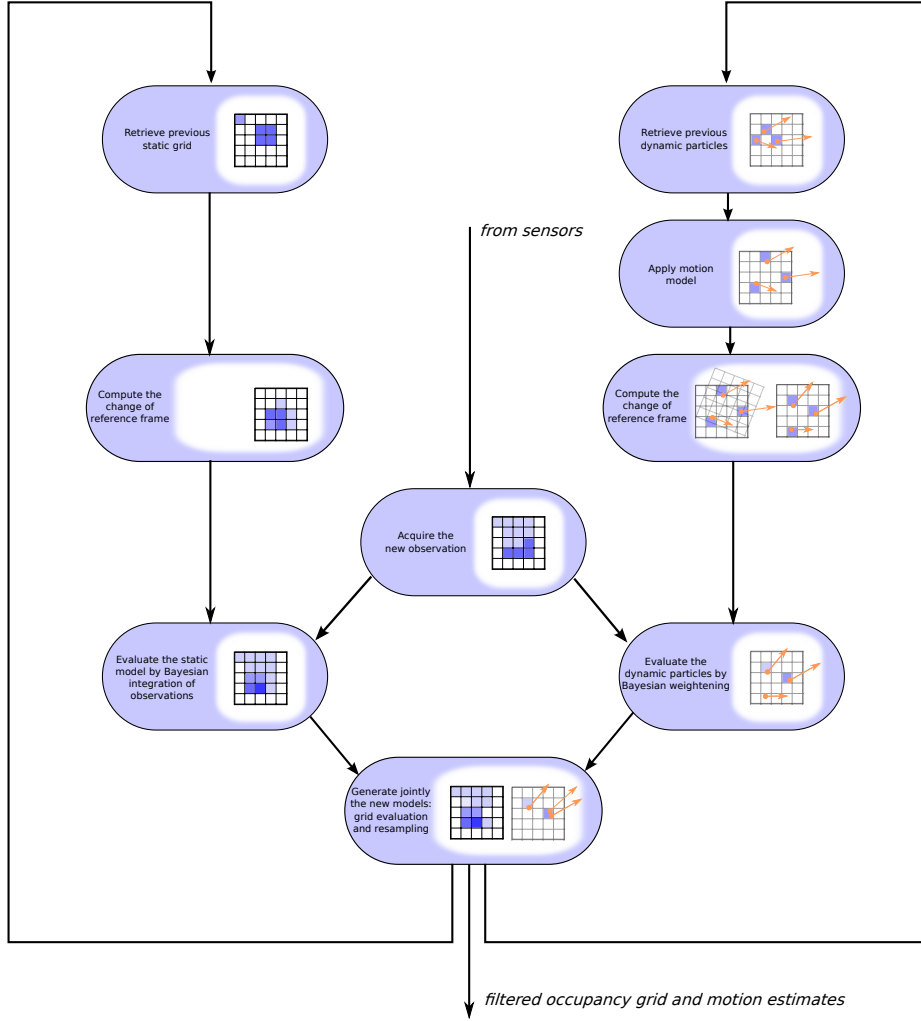 Retrieve previous
static grid
Retrieve previous
dynamic particles
from sensors
Apply motion
model
Compute the
change of
reference frame
Compute the
change of
reference frame
Acquire the
new observation
Evaluate the static
model by Bayesian
integration of
observations
Evaluate the
dynamic particles by
Bayesian weightening
Generate jointly
the new models:
grid evaluation
and resampling
filtered occupancy grid and motion estimates